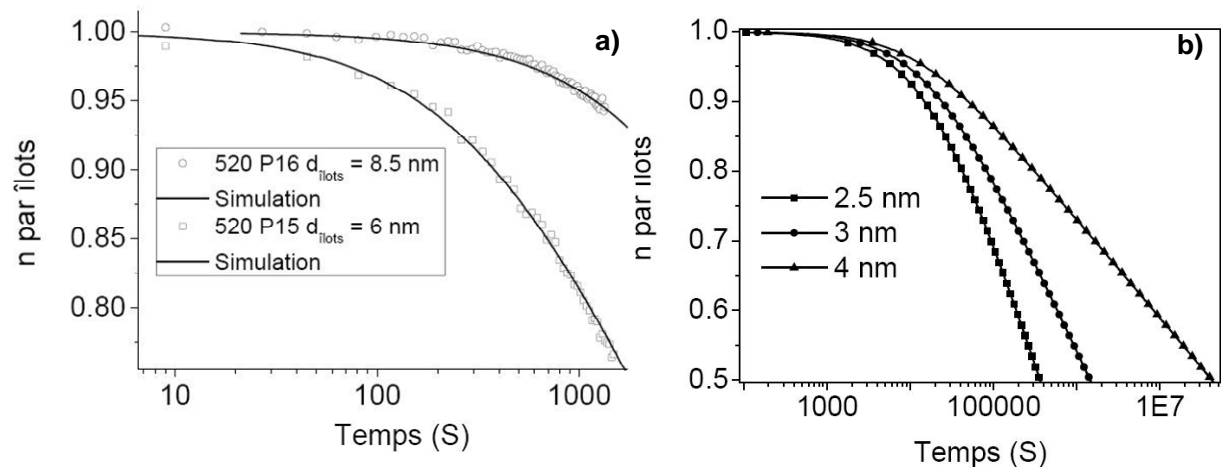 a)
n par îlots
1.00
0.95
0.90
0.85
0.80
520 P16 dîlots = 8.5 nm
Simulation
520 P15 dîlots = 6 nm
Simulation
10
100
1000
Temps (S)
b)
n par îlots
1.0
0.9
0.8
0.7
0.6
0.5
2.5 nm
3 nm
4 nm
1000
100000
1E7
Temps (S)